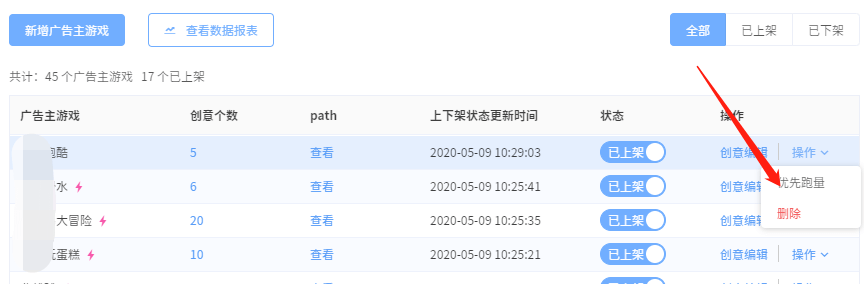 新增广告主游戏 查看数据报表 全部 已上架 已下架
共计：45 个广告主游戏 17 个已上架
广告主游戏 创意个数 path 上下架状态更新时间 状态 操作
酷 5 查看 2020-05-09 10:29:03 已上架 创意编辑 操作
水 6 查看 2020-05-09 10:25:41 已上架 创意编辑 优先跑量
大冒险 20 查看 2020-05-09 10:25:35 已上架 创意编辑 删除
蛋糕 10 查看 2020-05-09 10:25:21 已上架 创意编辑 操作